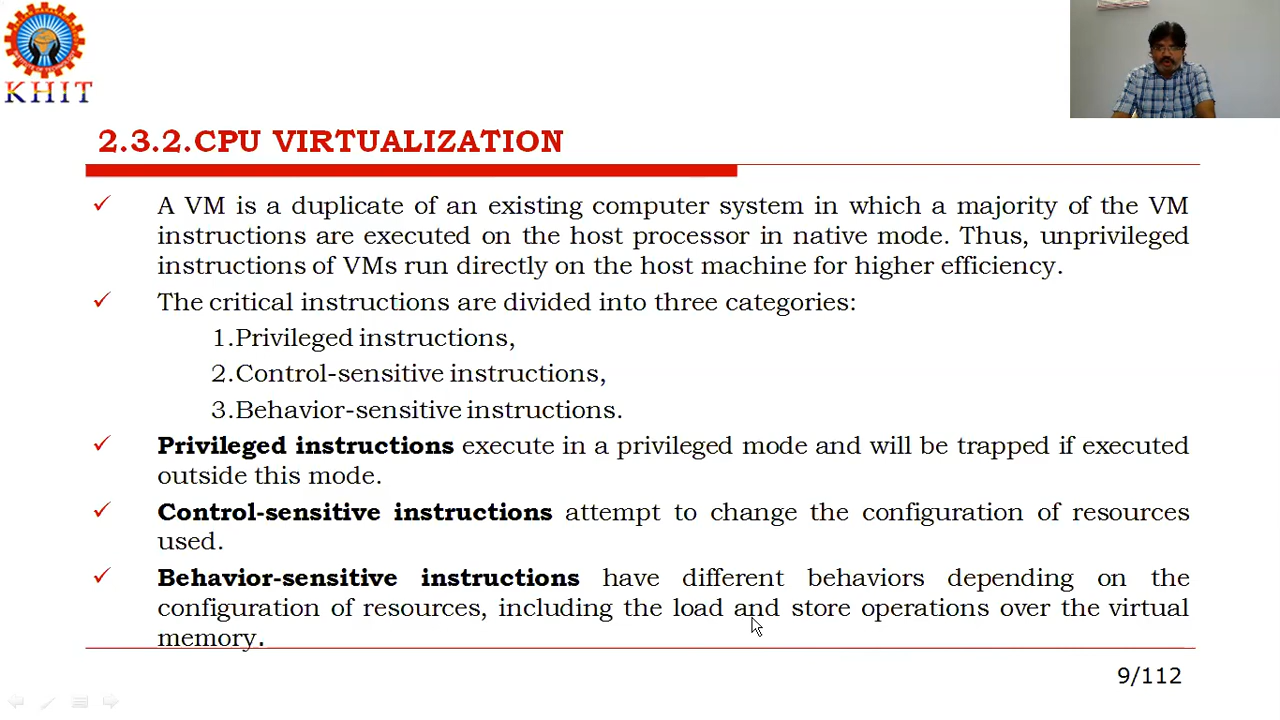 KHIT
2.3.2.CPU VIRTUALIZATION
✓ A VM is a duplicate of an existing computer system in which a majority of the VM
instructions are executed on the host processor in native mode. Thus, unprivileged
instructions of VMs run directly on the host machine for higher efficiency.
✓ The critical instructions are divided into three categories:
1.Privileged instructions,
2.Control-sensitive instructions,
3.Behavior-sensitive instructions.
✓ Privileged instructions execute in a privileged mode and will be trapped if executed
outside this mode.
✓ Control-sensitive instructions attempt to change the configuration of resources
used.
✓ Behavior-sensitive instructions have different behaviors depending on the
configuration of resources, including the load and store operations over the virtual
memory.
9/112